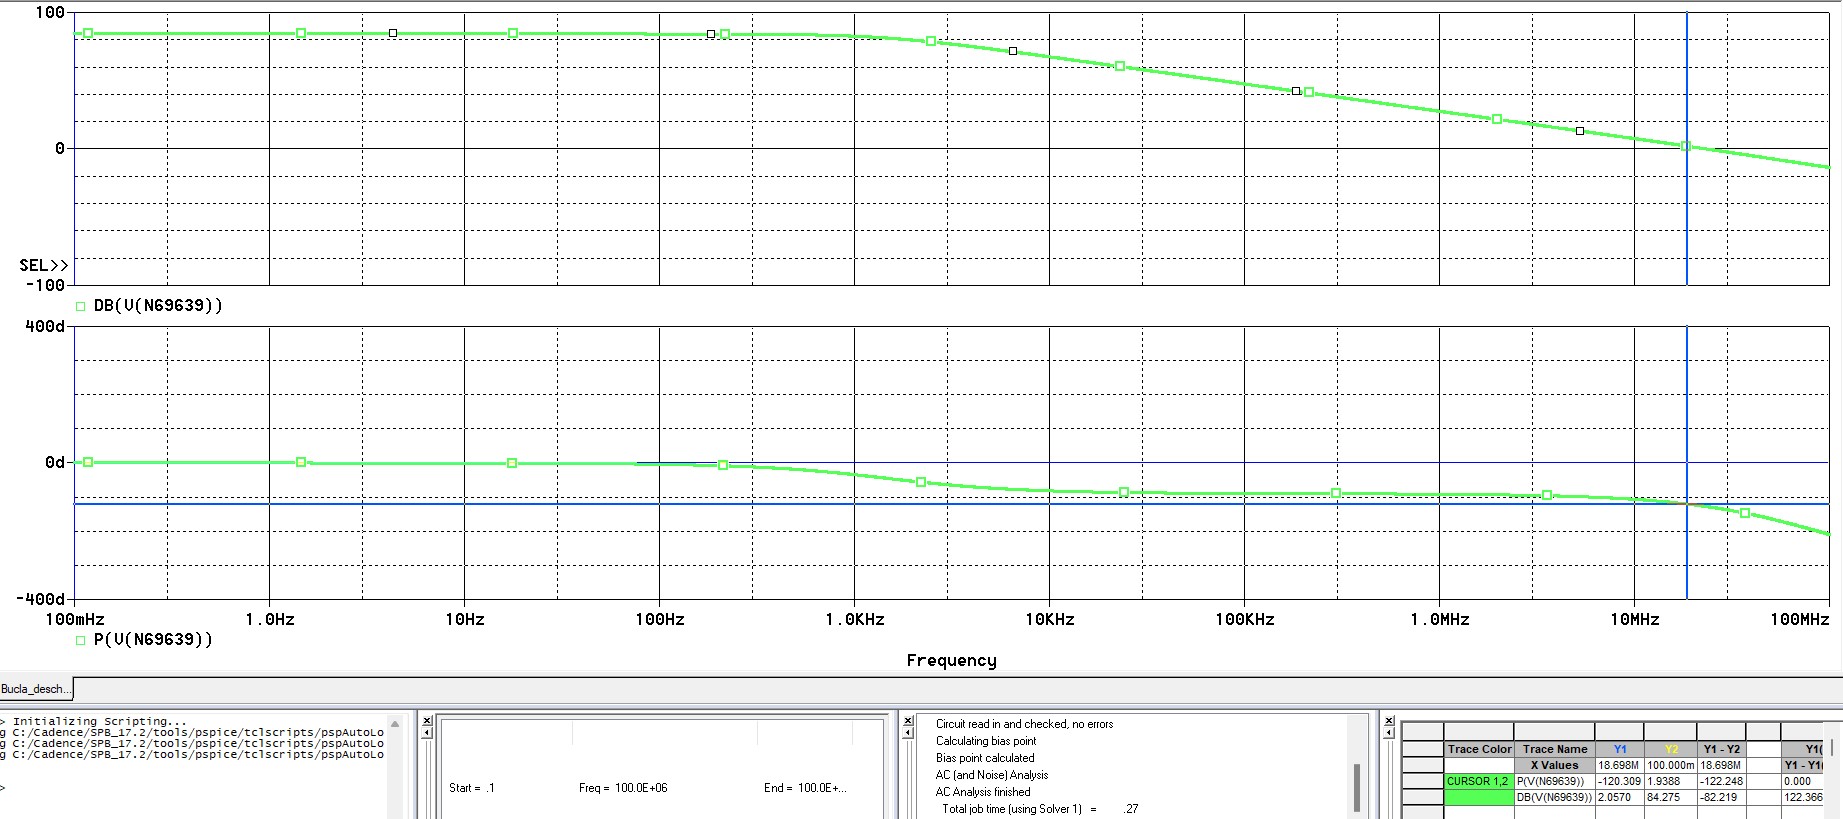 100
0
SEL>>
-100
DB(V(N69639))
400d
0d
-400d
100mHz 1.0Hz 10Hz 100Hz 1.0KHz 10KHz 100KHz 1.0MHz 10MHz 100MHz
P(V(N69639))
Frequency
Bucla_desch...
> Initializing Scripting...
g C:/Cadence/SPB_17.2/tools/pspice/tclscripts/pspAutoLo
g C:/Cadence/SPB_17.2/tools/pspice/tclscripts/pspAutoLo
g C:/Cadence/SPB_17.2/tools/pspice/tclscripts/pspAutoLo
>
Start = .1 Freq = 100.0E+06 End = 100.0E+...
Circuit read in and checked, no errors
Calculating bias point
Bias point calculated
AC (and Noise) Analysis
AC Analysis finished
Total job time (using Solver 1) = .27
Trace Color Trace Name Y1 Y2 Y1 - Y2 Y1(
X Values 18.698M 100.000m 18.698M Y1 - Y1(
CURSOR 1,2 P(V(N69639)) -120.309 1.9388 -122.248 0.000
DB(V(N69639)) 2.0570 84.275 -82.219 122.366